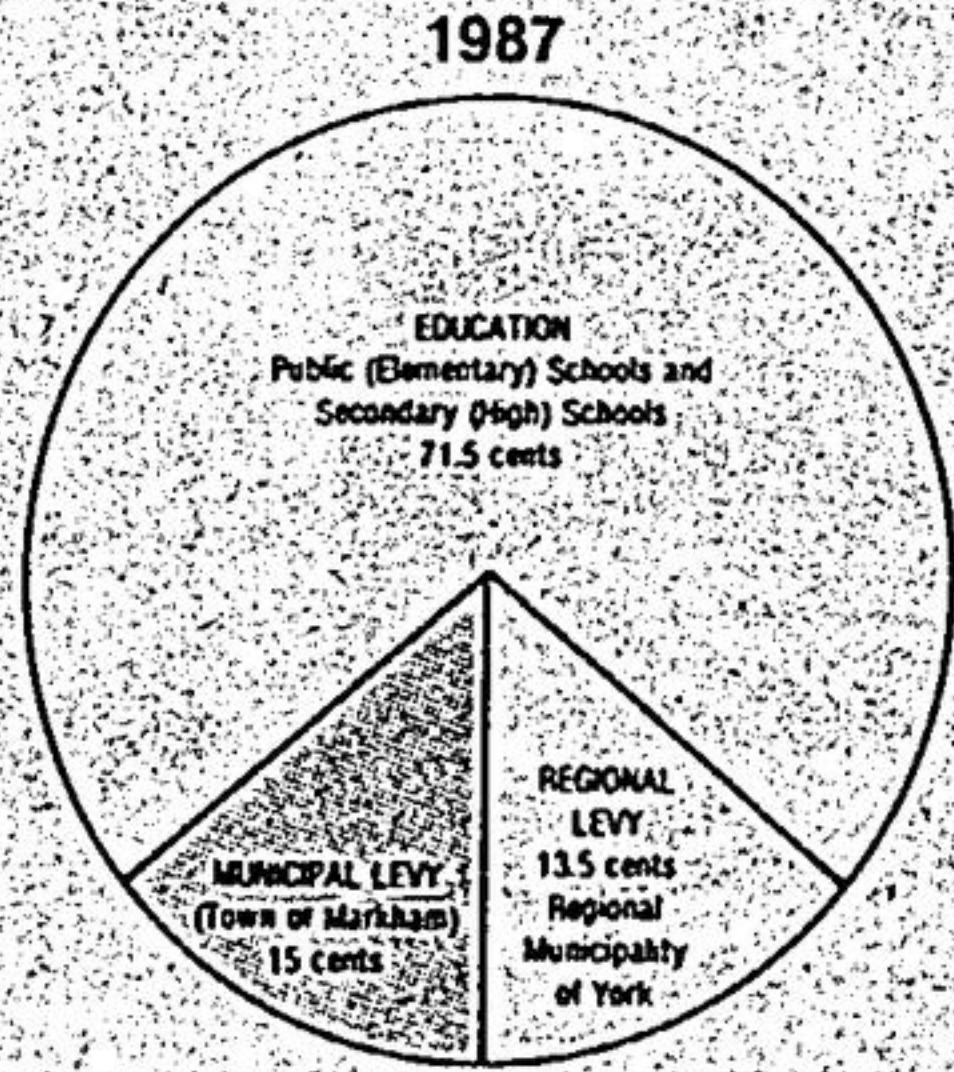 1987
EDUCATION
Public (Elementary) Schools and
Secondary (High) Schools
71.5 cents
MUNICIPAL LEVY
(Town of Markham)
15 cents
REGIONAL
LEVY
13.5 cents
Regional
Municipality
of York